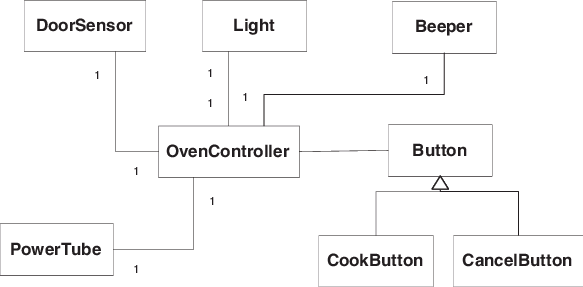 DoorSensor
Light
Beeper
1
1
1
1
1
OvenController
Button
1
1
PowerTube
1
CookButton
CancelButton